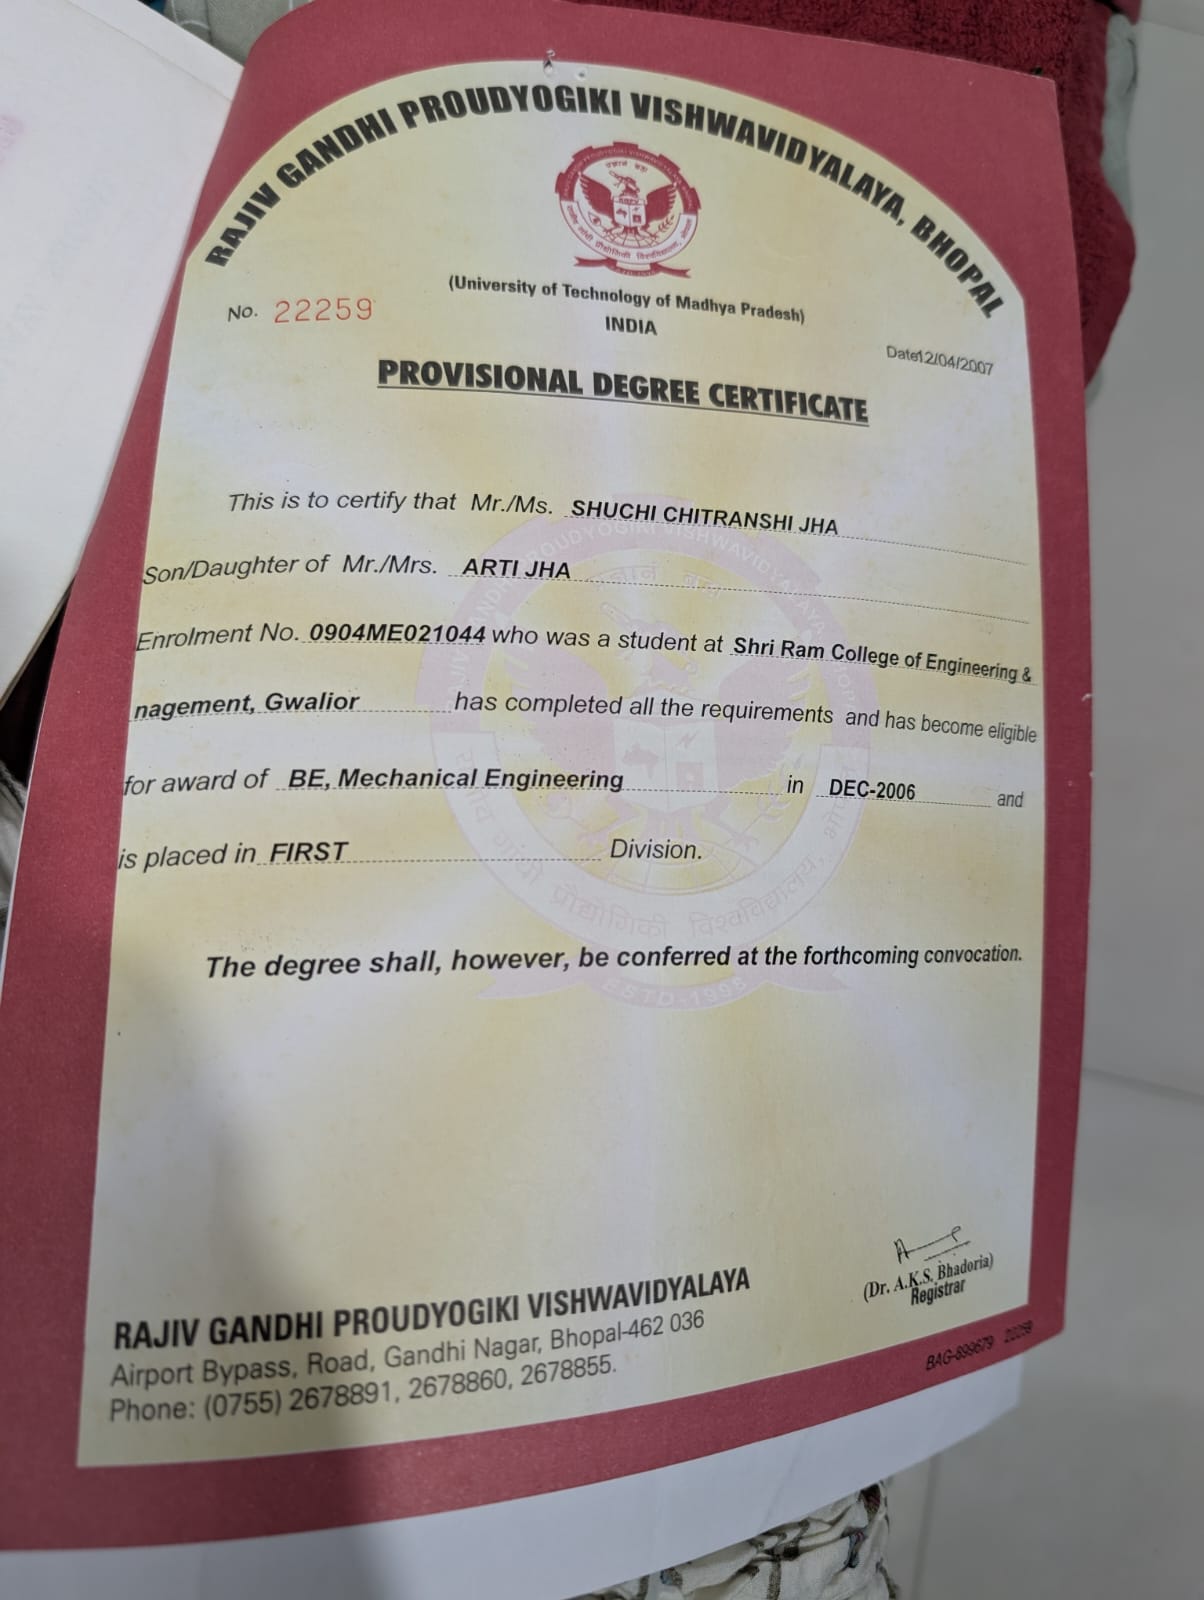 RAJIV GANDHI PROUDYOGIKI VISHWAVIDYALAYA, BHOPAL
(University of Technology of Madhya Pradesh)
INDIA
No. 22259
Date12/04/2007
PROVISIONAL DEGREE CERTIFICATE
This is to certify that Mr./Ms. SHUCHI CHITRANSHI JHA
Son/Daughter of Mr./Mrs. ARTI JHA
Enrolment No. 0904ME021044 who was a student at Shri Ram College of Engineering &
nagement, Gwalior has completed all the requirements and has become eligible
for award of BE, Mechanical Engineering in DEC-2006 and
is placed in FIRST Division.
The degree shall, however, be conferred at the forthcoming convocation.
ESTD-1998
(Dr. A.K.S. Bhadoria)
Registrar
RAJIV GANDHI PROUDYOGIKI VISHWAVIDYALAYA
Airport Bypass, Road, Gandhi Nagar, Bhopal-462 036
Phone: (0755) 2678891, 2678860, 2678855.
BAG-899679 22259